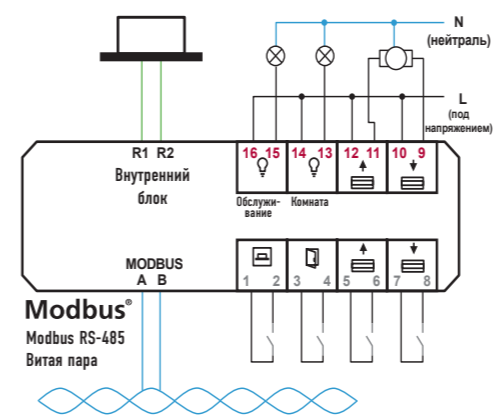 N
(нейтраль)
L
(под
напряжением)
R1 R2
Внутренний
блок
16 15 14 13 12 11 10 9
Обслужи-
вание
Комната
MODBUS
A B
1 2 3 4 5 6 7 8
Modbus®
Modbus RS-485
Витая пара